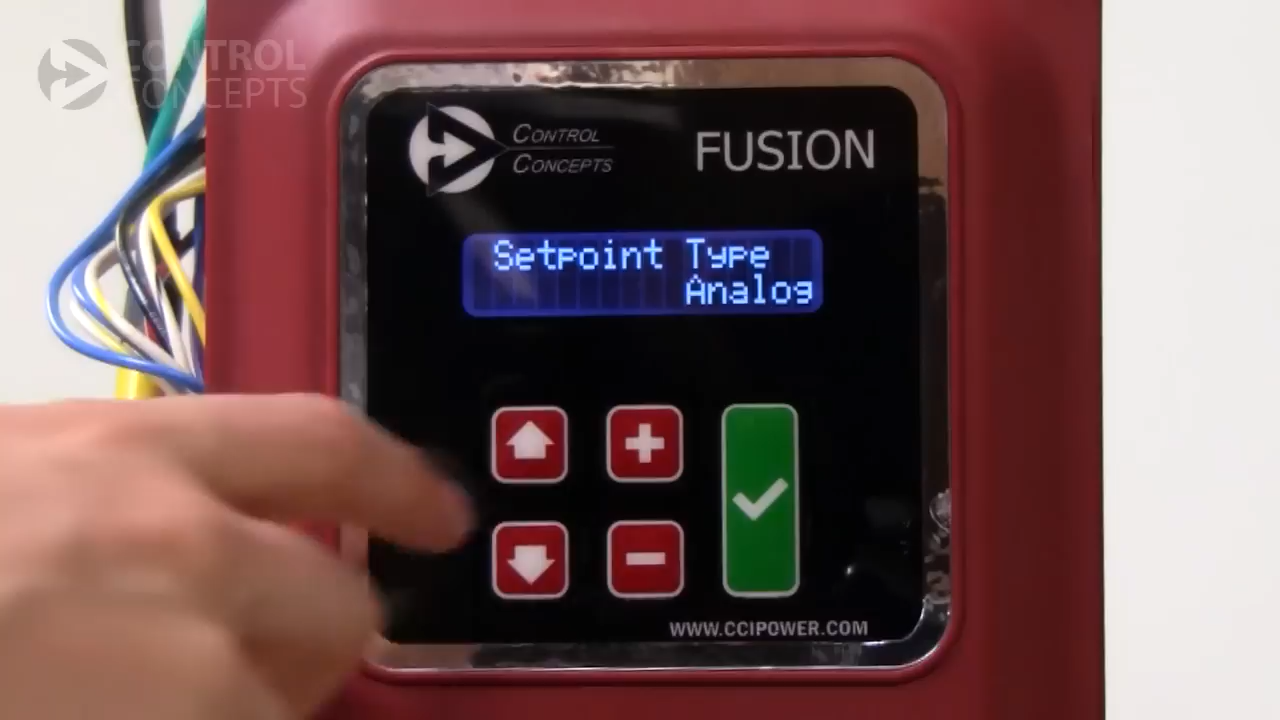 CONTROL
CONCEPTS
CONTROL
CONCEPTS
FUSION
Setpoint Type
Analog
WWW.CCIPOWER.COM